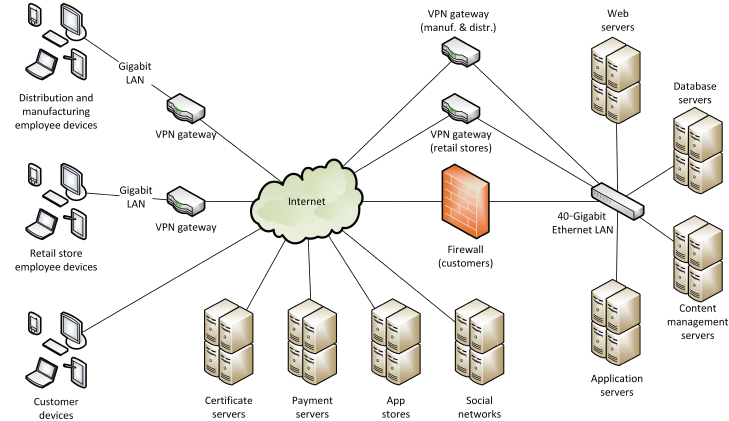 VPN gateway
(manuf. & distr.)
Web
servers
Gigabit
LAN
Database
servers
Distribution and
manufacturing
employee devices
VPN gateway
VPN gateway
(retail stores)
Gigabit
LAN
Internet
VPN gateway
40-Gigabit
Ethernet LAN
Retail store
employee devices
Firewall
(customers)
Content
management
servers
Application
servers
Customer
devices
Certificate
servers
Payment
servers
App
stores
Social
networks